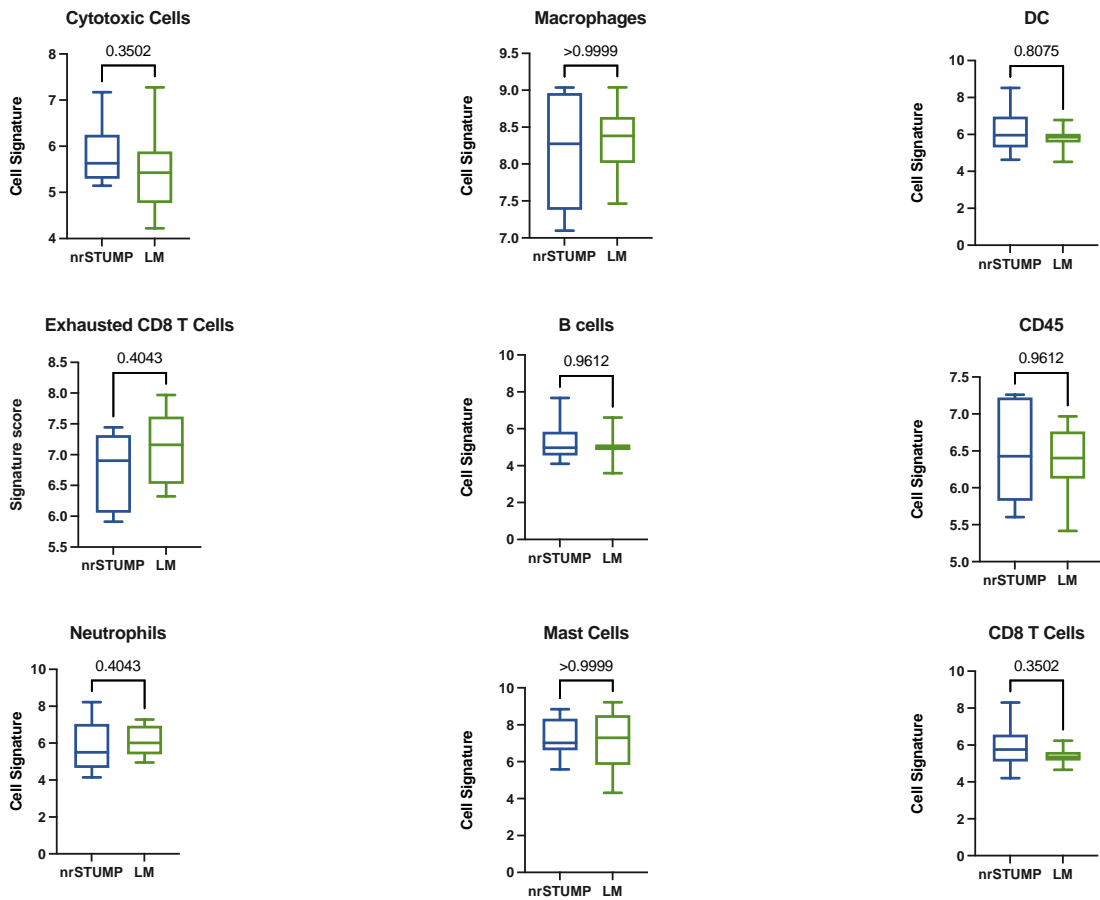 Cytotoxic Cells
0.3502
Cell Signature
8
7
6
5
4
nrSTUMP LM
Macrophages
>0.9999
Cell Signature
9.5
9.0
8.5
8.0
7.5
7.0
nrSTUMP LM
DC
0.8075
Cell Signature
10
8
6
4
2
0
nrSTUMP LM
Exhausted CD8 T Cells
0.4043
Signature score
8.5
8.0
7.5
7.0
6.5
6.0
5.5
nrSTUMP LM
B cells
0.9612
Cell Signature
10
8
6
4
2
0
nrSTUMP LM
CD45
0.9612
Cell Signature
7.5
7.0
6.5
6.0
5.5
5.0
nrSTUMP LM
Neutrophils
0.4043
Cell Signature
10
8
6
4
2
0
nrSTUMP LM
Mast Cells
>0.9999
Cell Signature
10
8
6
4
2
0
nrSTUMP LM
CD8 T Cells
0.3502
Cell Signature
10
8
6
4
2
0
nrSTUMP LM